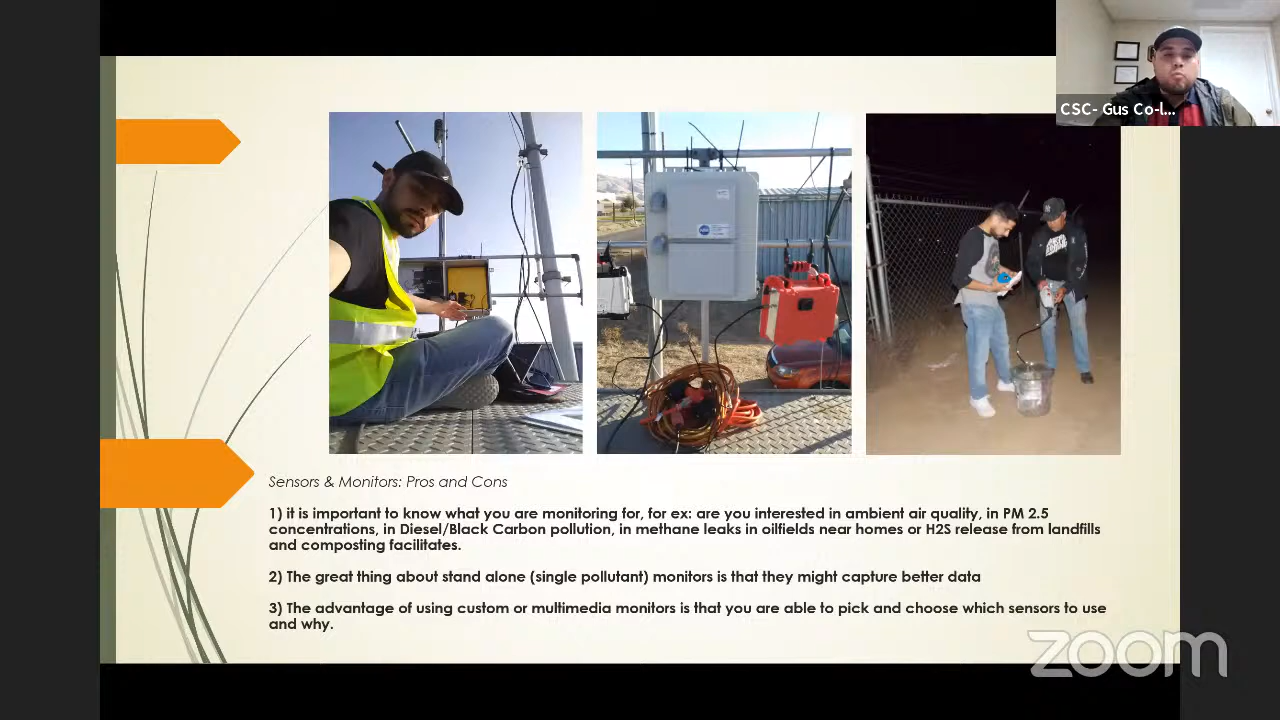 CSC- Gus Co-l...
Sensors & Monitors: Pros and Cons
1) it is important to know what you are monitoring for, for ex: are you interested in ambient air quality, in PM 2.5
concentrations, in Diesel/Black Carbon pollution, in methane leaks in oilfields near homes or H2S release from landfills
and composting facilitates.
2) The great thing about stand alone (single pollutant) monitors is that they might capture better data
3) The advantage of using custom or multimedia monitors is that you are able to pick and choose which sensors to use
and why.
zoom